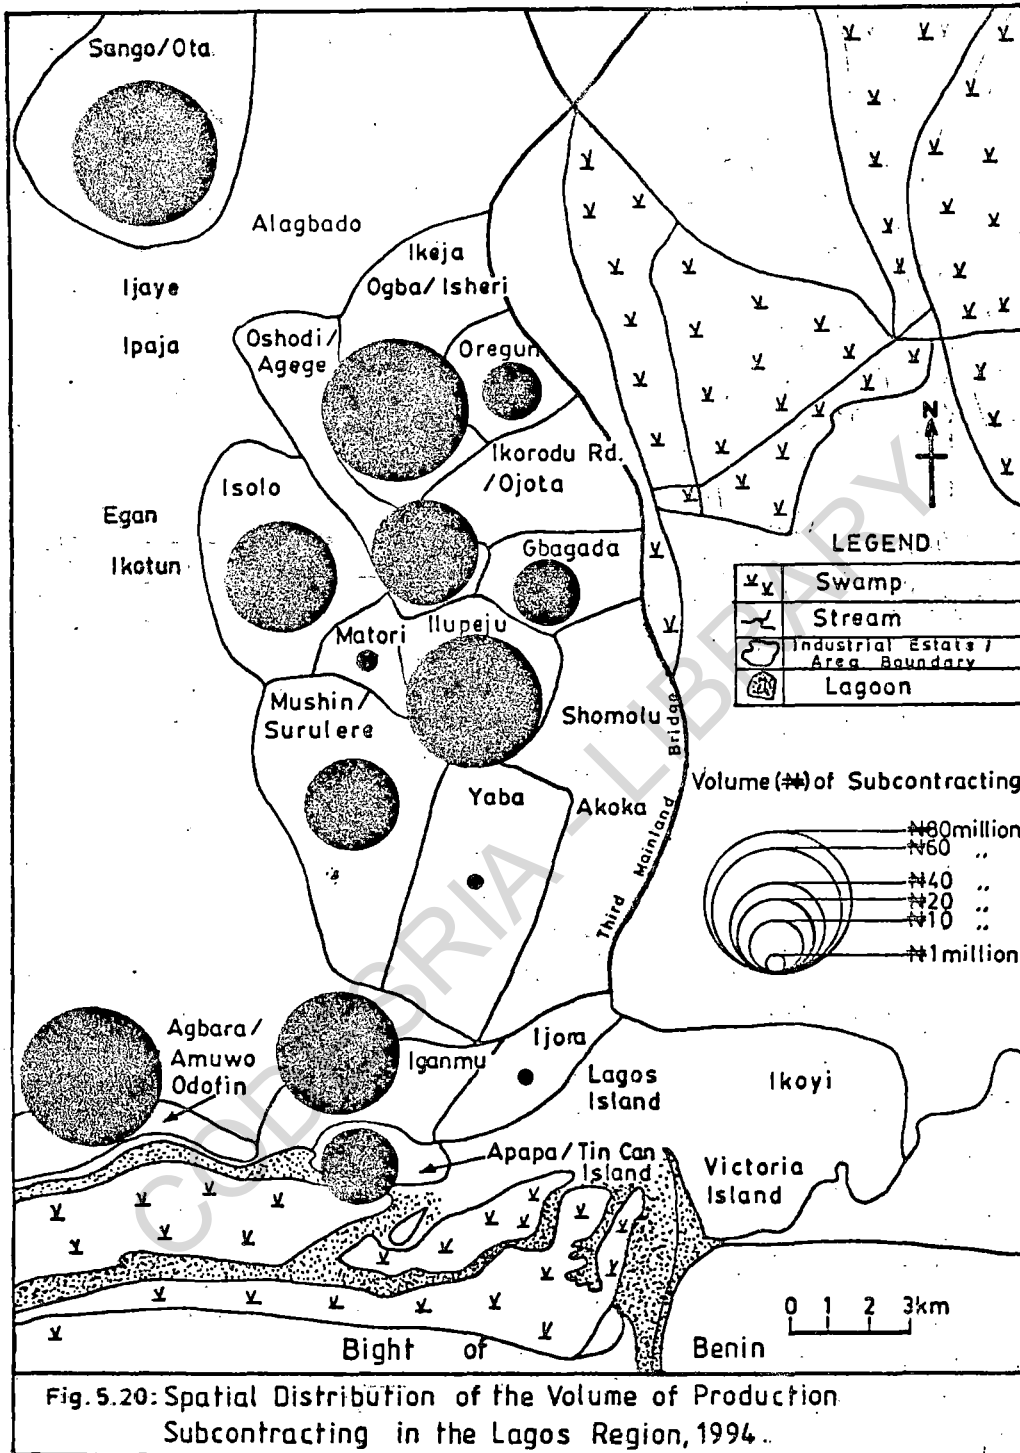 Sango/Ota
Alagbado
Ikeja
Ogba/Isheri
Ijaye
Ipaja
Oshodi/
Agege
Oregun
Ikorodu Rd.
/Ojota
Isolo
Egan
Ikotun
Gbagada
Matori
Ilupeju
Mushin/
Surulere
Shomolu
Yaba
Akoka
Third Mainland Bridge
Agbara/
Amuwo
Odofin
Iganmu
Ijora
Lagos
Island
Ikoyi
Apapa/Tin Can
Island
Victoria
Island
Bight of Benin
N
LEGEND
Swamp
Stream
Industrial Estate /
Area Boundary
Lagoon
Volume (₦) of Subcontracting
₦80million
₦60 ,,
₦40 ,,
₦20 ,,
₦10 ,,
₦1million
0 1 2 3km
Fig. 5.20: Spatial Distribution of the Volume of Production
Subcontracting in the Lagos Region, 1994.
CODESRIA - LIBRARY